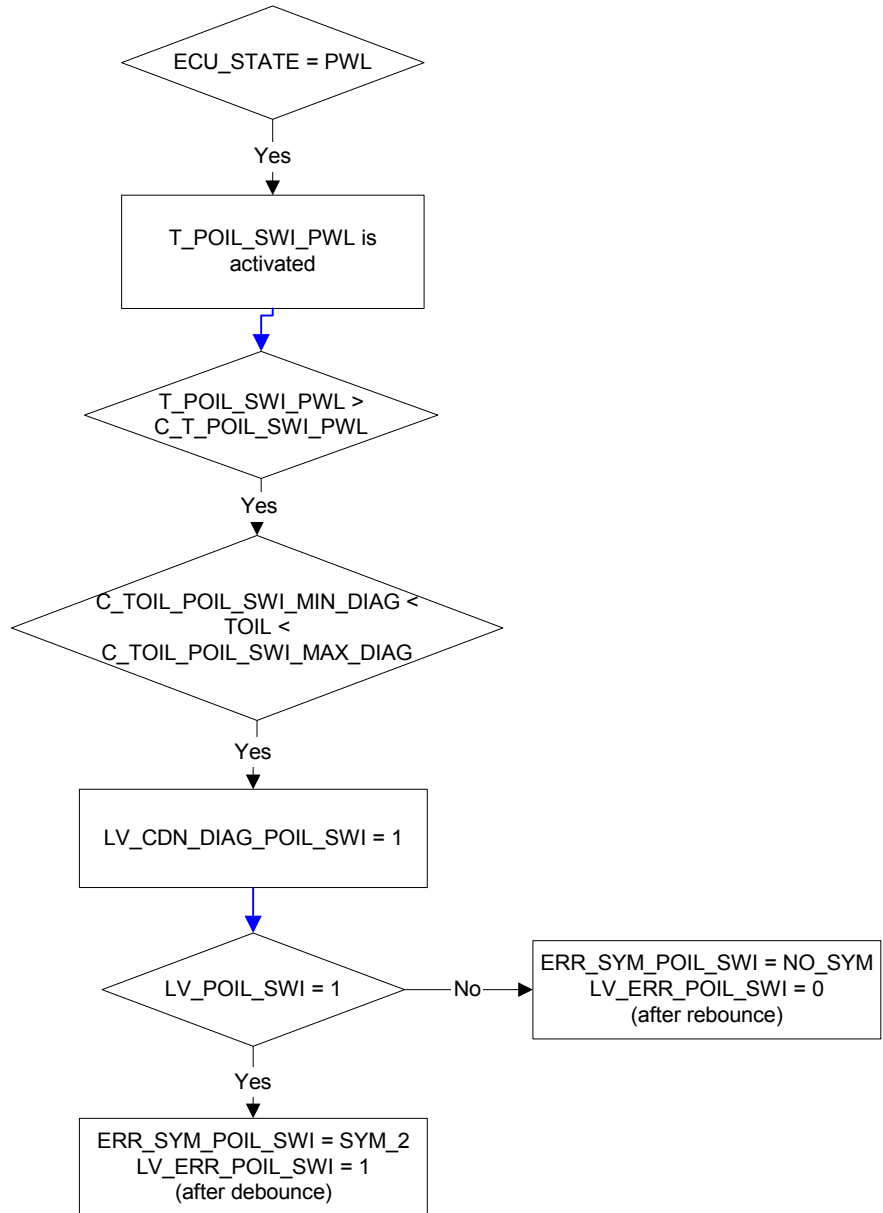 ECU_STATE = PWL
Yes
T_POIL_SWI_PWL is
activated
T_POIL_SWI_PWL >
C_T_POIL_SWI_PWL
Yes
C_TOIL_POIL_SWI_MIN_DIAG <
TOIL <
C_TOIL_POIL_SWI_MAX_DIAG
Yes
LV_CDN_DIAG_POIL_SWI = 1
LV_POIL_SWI = 1
No
ERR_SYM_POIL_SWI = NO_SYM
LV_ERR_POIL_SWI = 0
(after rebounce)
Yes
ERR_SYM_POIL_SWI = SYM_2
LV_ERR_POIL_SWI = 1
(after debounce)